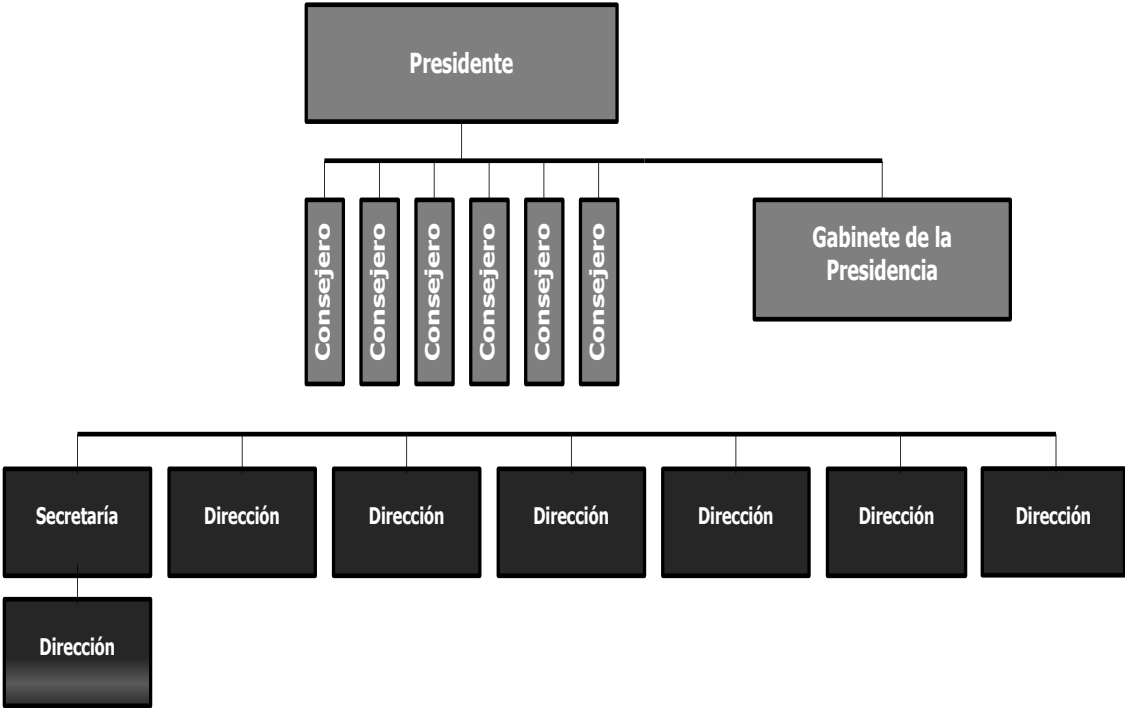 Presidente
Consejero
Consejero
Consejero
Consejero
Consejero
Consejero
Gabinete de la
Presidencia
Secretaría
Dirección
Dirección
Dirección
Dirección
Dirección
Dirección
Dirección